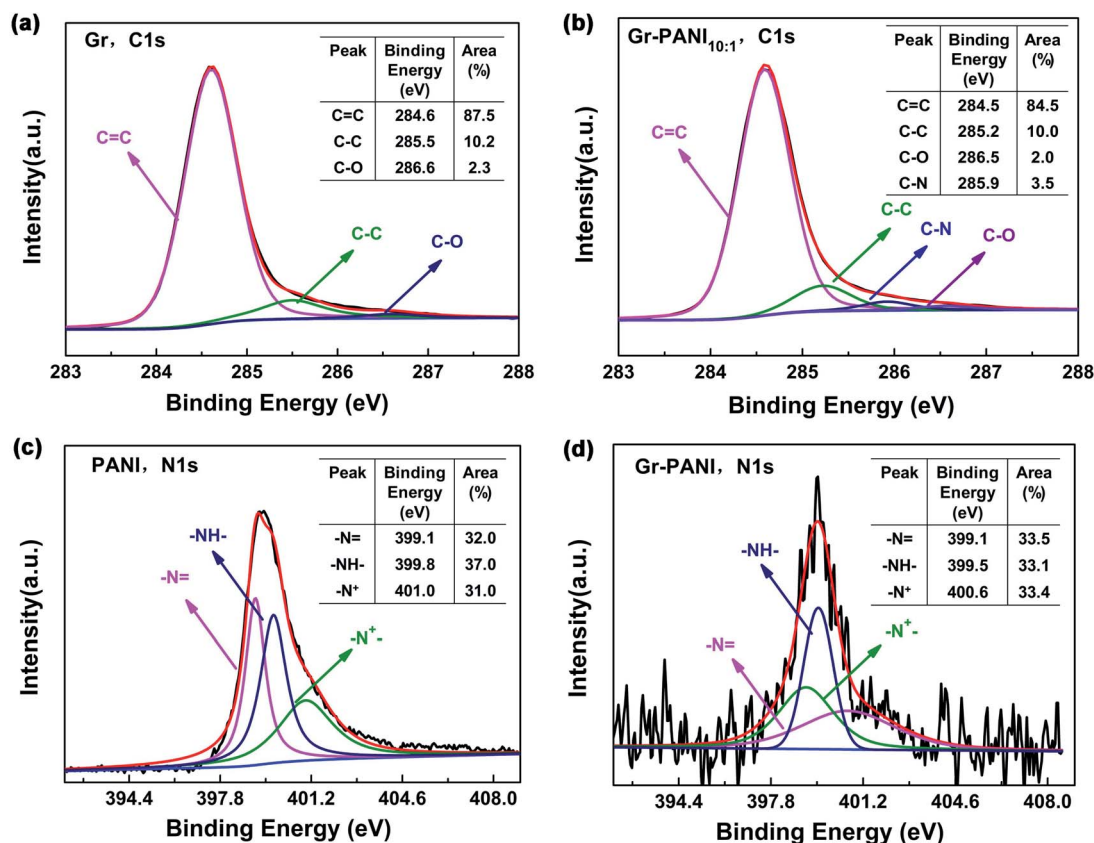 (a)
Gr, C1s
Peak Binding Energy (eV) Area (%)
C=C 284.6 87.5
C-C 285.5 10.2
C-O 286.6 2.3
C=C
C-C
C-O
Intensity(a.u.)
283 284 285 286 287 288
Binding Energy (eV)
(b)
Gr-PANI10:1, C1s
Peak Binding Energy (eV) Area (%)
C=C 284.5 84.5
C-C 285.2 10.0
C-O 286.5 2.0
C-N 285.9 3.5
C=C
C-C
C-N
C-O
Intensity(a.u.)
283 284 285 286 287 288
Binding Energy (eV)
(c)
PANI, N1s
Peak Binding Energy (eV) Area (%)
-N= 399.1 32.0
-NH- 399.8 37.0
-N+ 401.0 31.0
-NH-
-N=
-N+-
Intensity(a.u.)
394.4 397.8 401.2 404.6 408.0
Binding Energy (eV)
(d)
Gr-PANI, N1s
Peak Binding Energy (eV) Area (%)
-N= 399.1 33.5
-NH- 399.5 33.1
-N+ 400.6 33.4
-NH-
-N=
-N+-
Intensity(a.u.)
394.4 397.8 401.2 404.6 408.0
Binding Energy (eV)